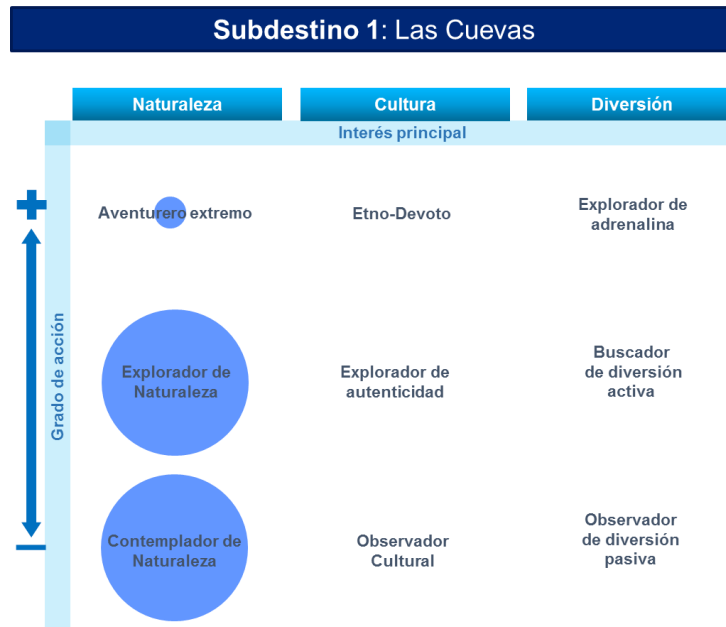 Subdestino 1: Las Cuevas
Naturaleza
Cultura
Diversión
Interés principal
Grado de acción
Aventurero extremo
Etno-Devoto
Explorador de
adrenalina
Explorador de
Naturaleza
Explorador de
autenticidad
Buscador
de diversión
activa
Contemplador de
Naturaleza
Observador
Cultural
Observador
de diversión
pasiva